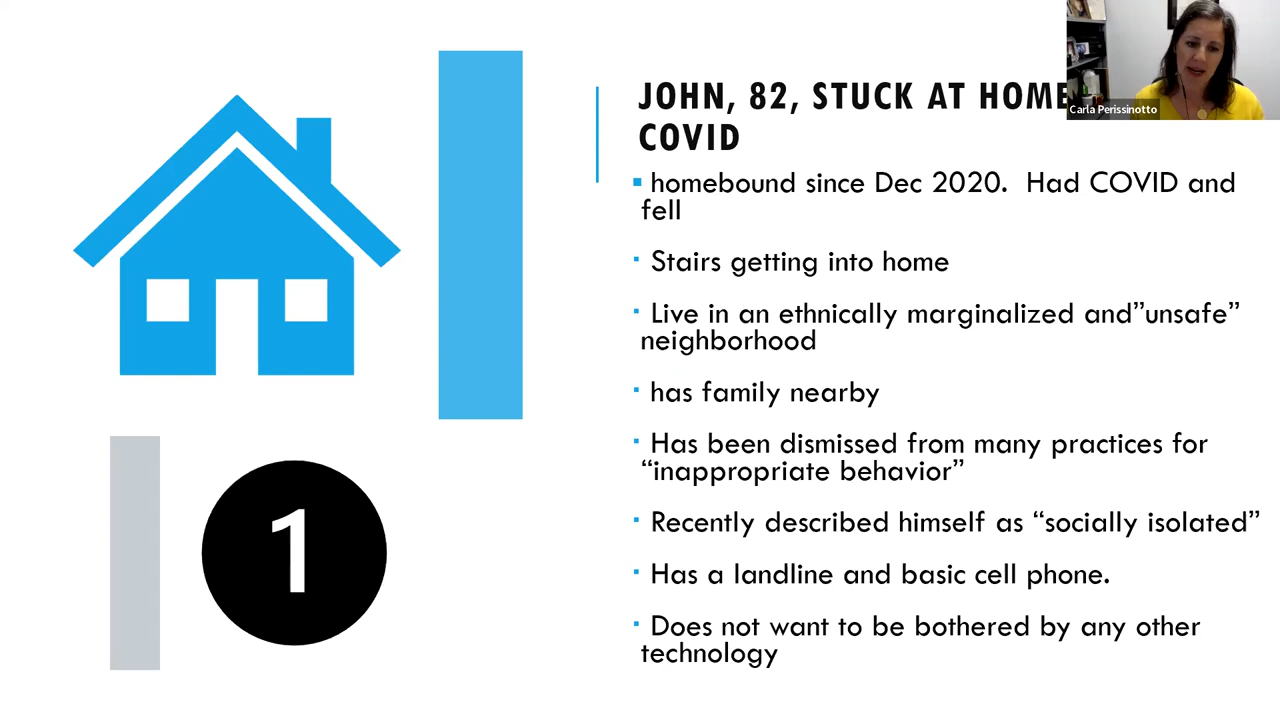 JOHN, 82, STUCK AT HOME
COVID
Carla Perissinotto
▪ homebound since Dec 2020.  Had COVID and
fell
▪ Stairs getting into home
▪ Live in an ethnically marginalized and”unsafe”
neighborhood
▪ has family nearby
▪ Has been dismissed from many practices for
“inappropriate behavior”
▪ Recently described himself as “socially isolated”
▪ Has a landline and basic cell phone.
▪ Does not want to be bothered by any other
technology
1